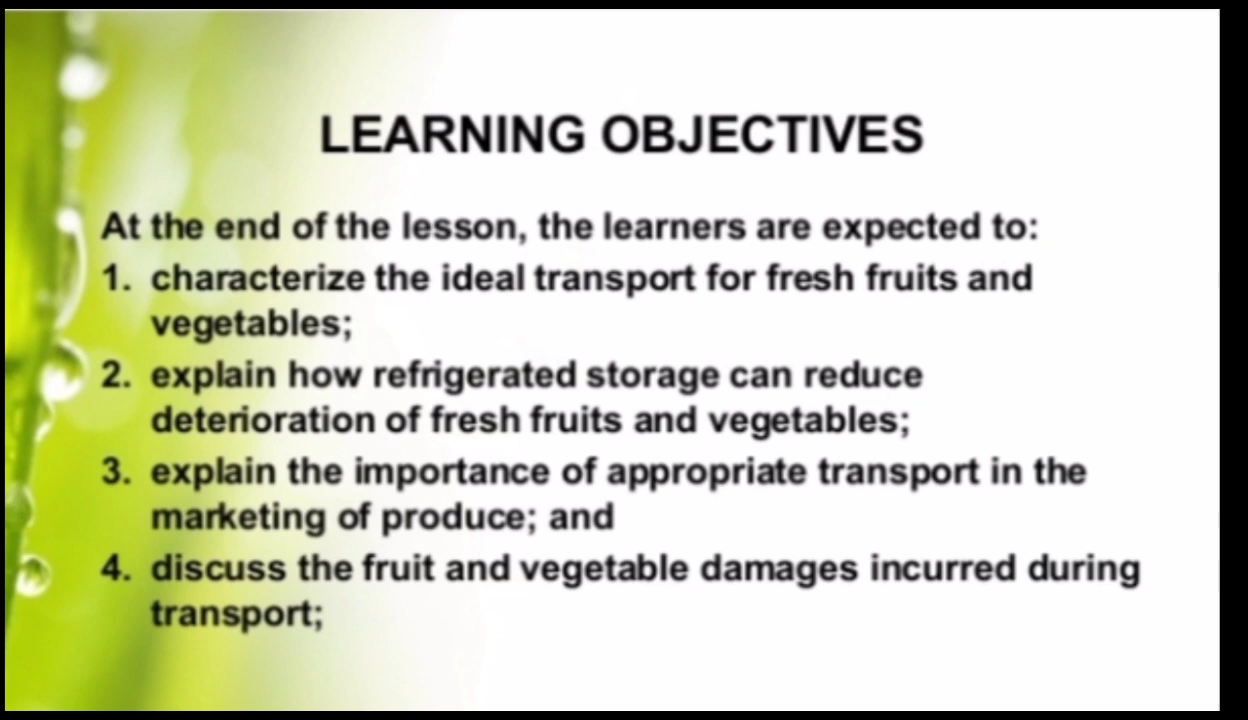 LEARNING OBJECTIVES
At the end of the lesson, the learners are expected to:
1. characterize the ideal transport for fresh fruits and
vegetables;
2. explain how refrigerated storage can reduce
deterioration of fresh fruits and vegetables;
3. explain the importance of appropriate transport in the
marketing of produce; and
4. discuss the fruit and vegetable damages incurred during
transport;